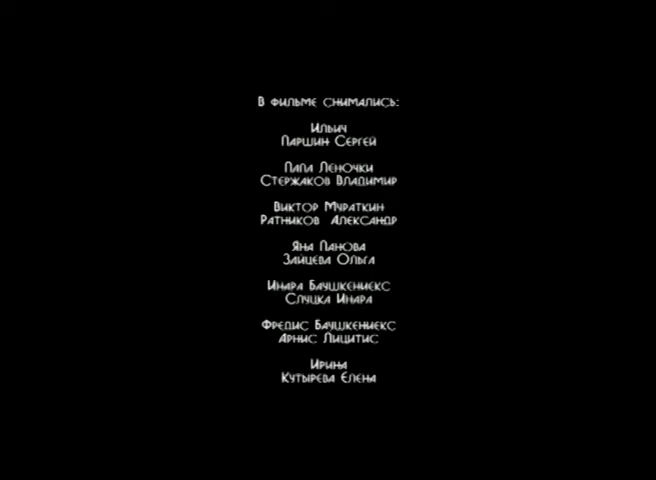 В фильме снимались:
Ильич
Паршин Сергей
Папа Леночки
Стержаков Владимир
Виктор Мураткин
Ратников Александр
Яна Панова
Зайцева Ольга
Инара Баушкениекс
Слуцка Инара
Фредис Баушкениекс
Арнис Лицитис
Ирина
Кутырева Елена